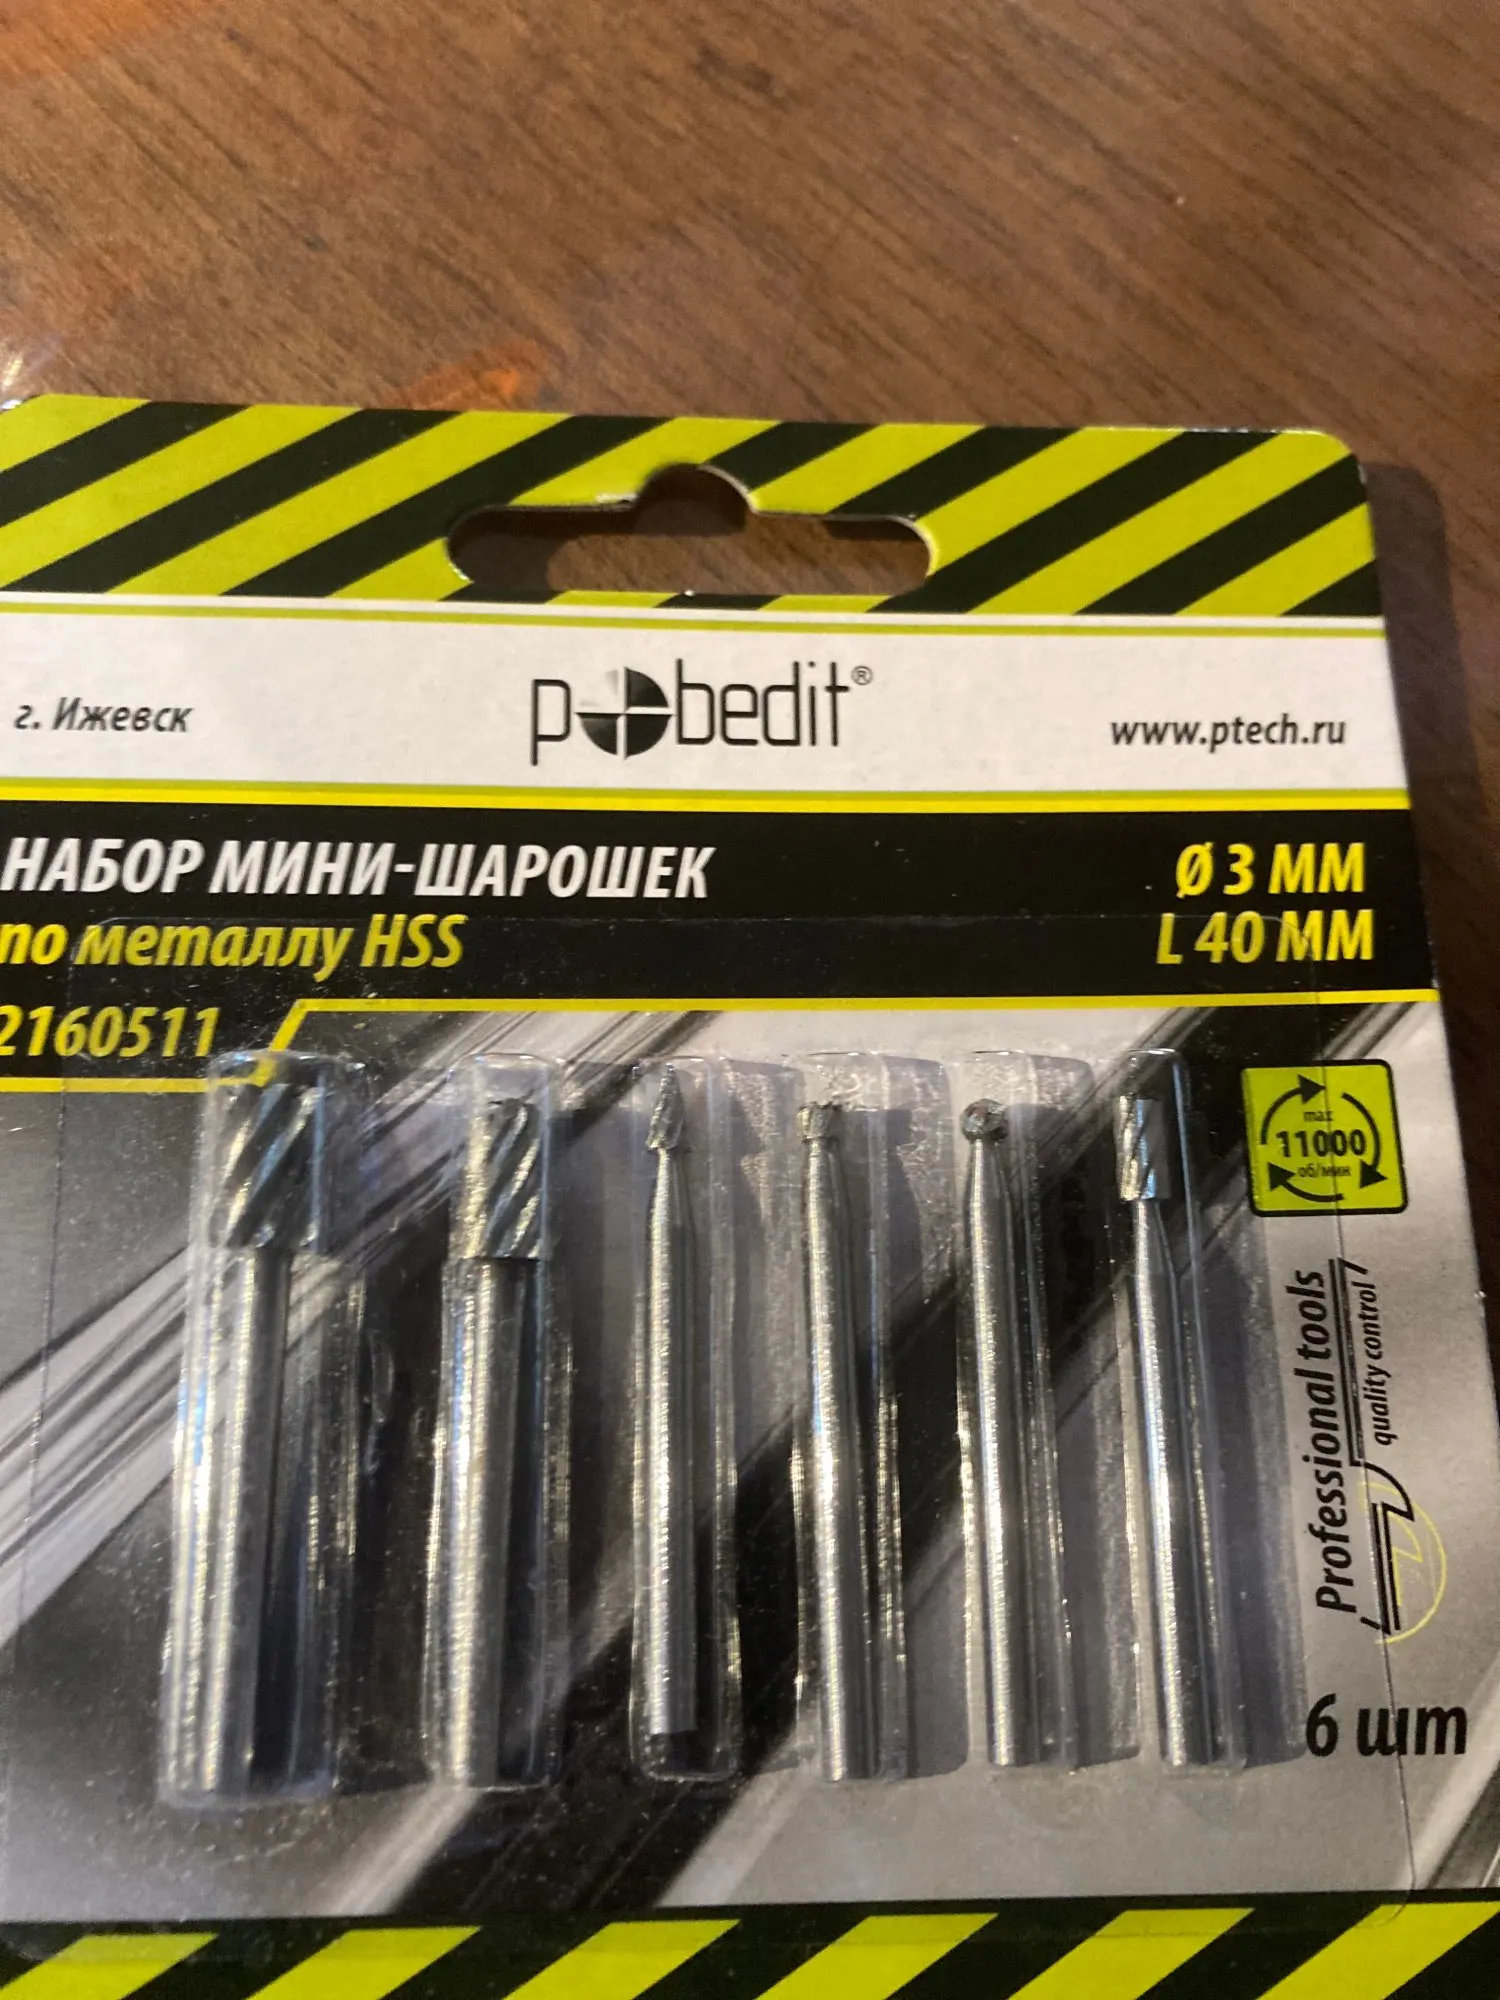 г. Ижевск
pobedit®
www.ptech.ru
НАБОР МИНИ-ШАРОШЕК
по металлу HSS
2160511
Ø 3 ММ
L 40 ММ
max
11000
об/мин
Professional tools
quality control
6 шт